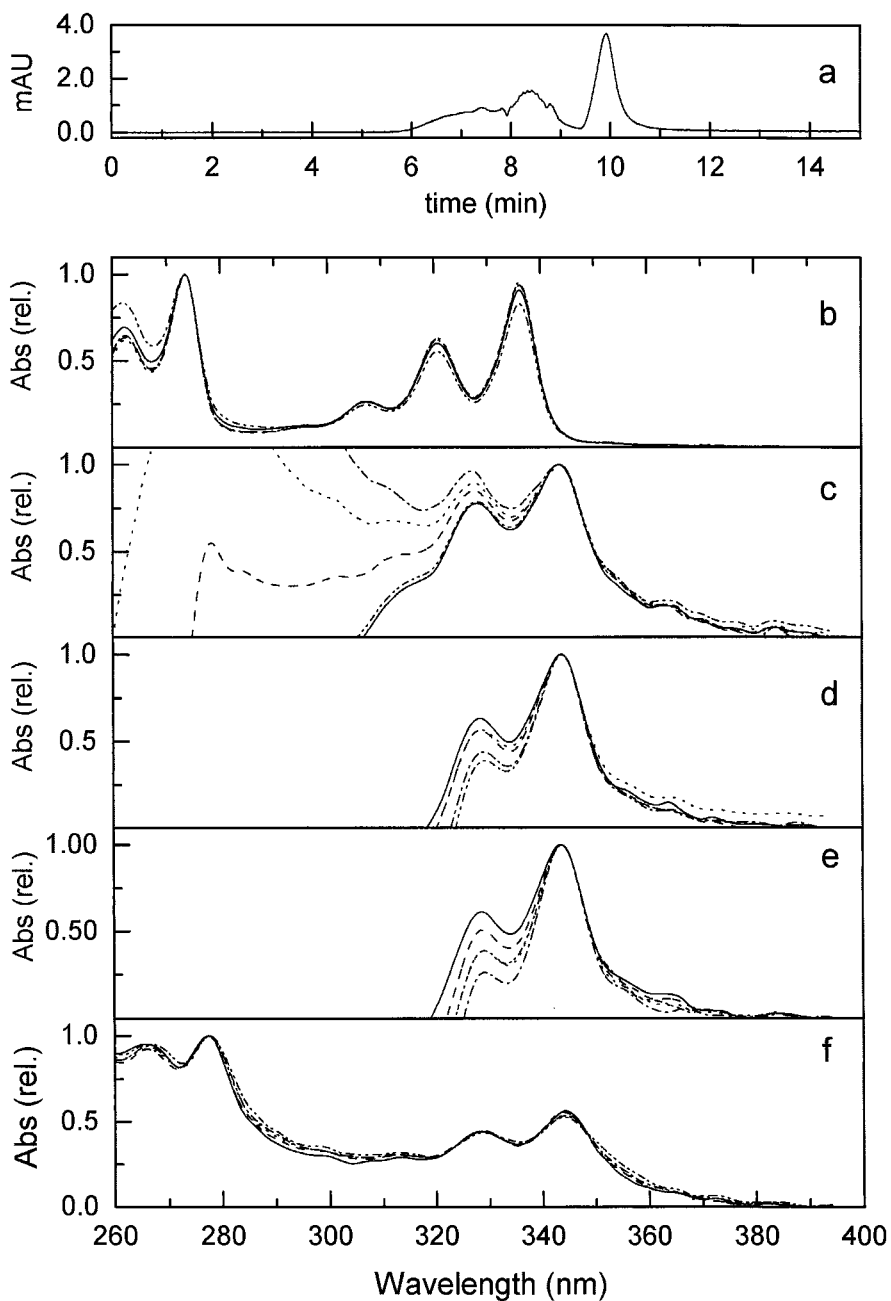 4.0
2.0
0.0
mAU
a
0 2 4 6 8 10 12 14
time (min)
1.0
0.5
Abs (rel.)
b
1.0
0.5
Abs (rel.)
c
1.0
0.5
Abs (rel.)
d
1.00
0.50
Abs (rel.)
e
1.0
0.5
0.0
Abs (rel.)
f
260 280 300 320 340 360 380 400
Wavelength (nm)